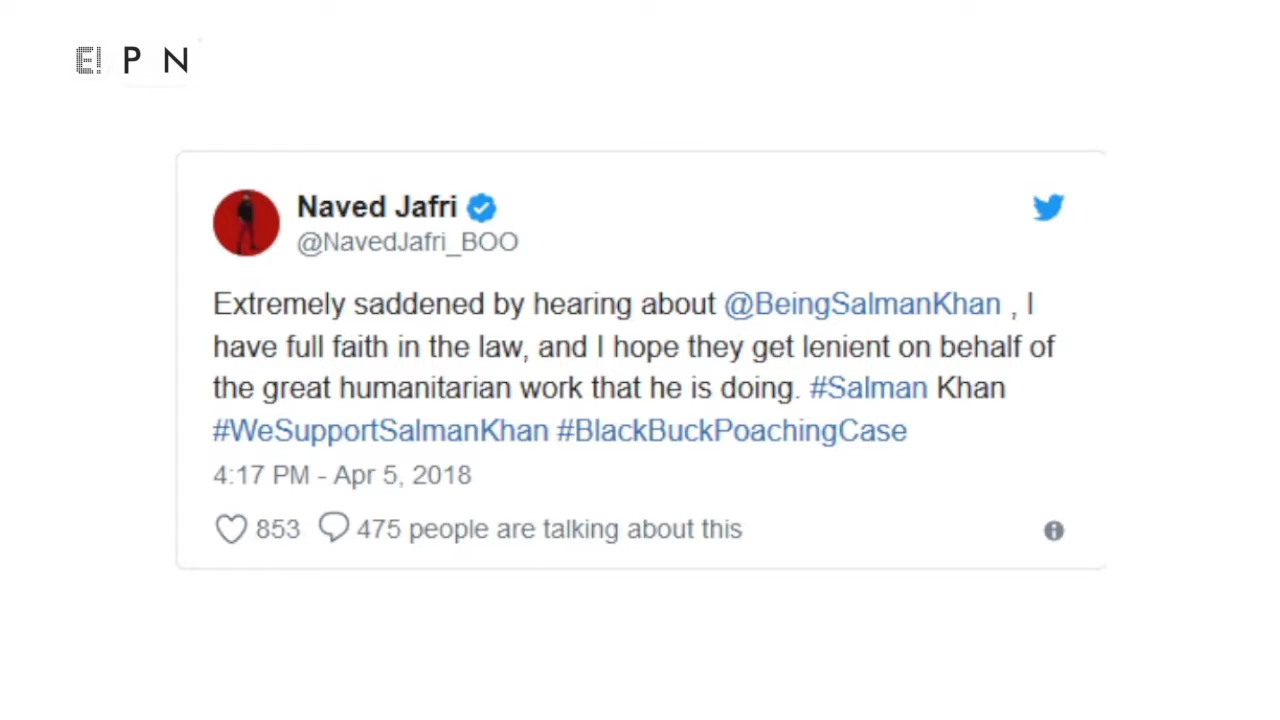 E! P N
Naved Jafri
@NavedJafri_BOO
Extremely saddened by hearing about @BeingSalmanKhan , I
have full faith in the law, and I hope they get lenient on behalf of
the great humanitarian work that he is doing. #Salman Khan
#WeSupportSalmanKhan #BlackBuckPoachingCase
4:17 PM - Apr 5, 2018
853 475 people are talking about this